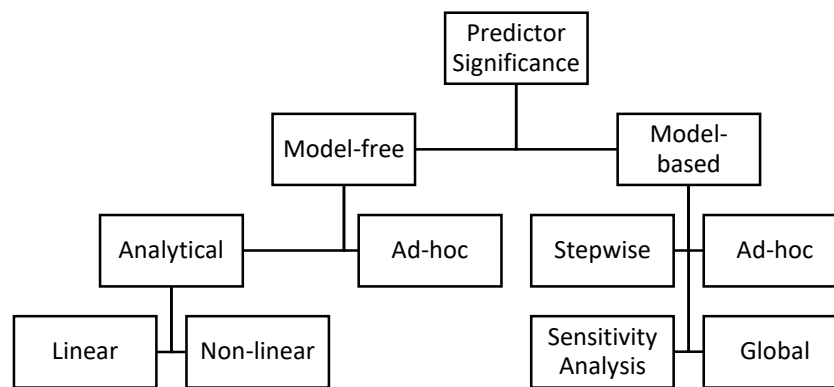 Predictor
Significance
Model-free
Model-
based
Analytical
Ad-hoc
Stepwise
Ad-hoc
Linear
Non-linear
Sensitivity
Analysis
Global